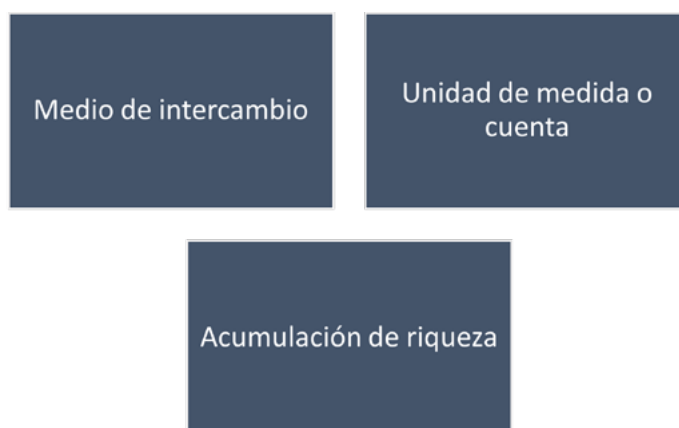 Medio de intercambio
Unidad de medida o
cuenta
Acumulación de riqueza